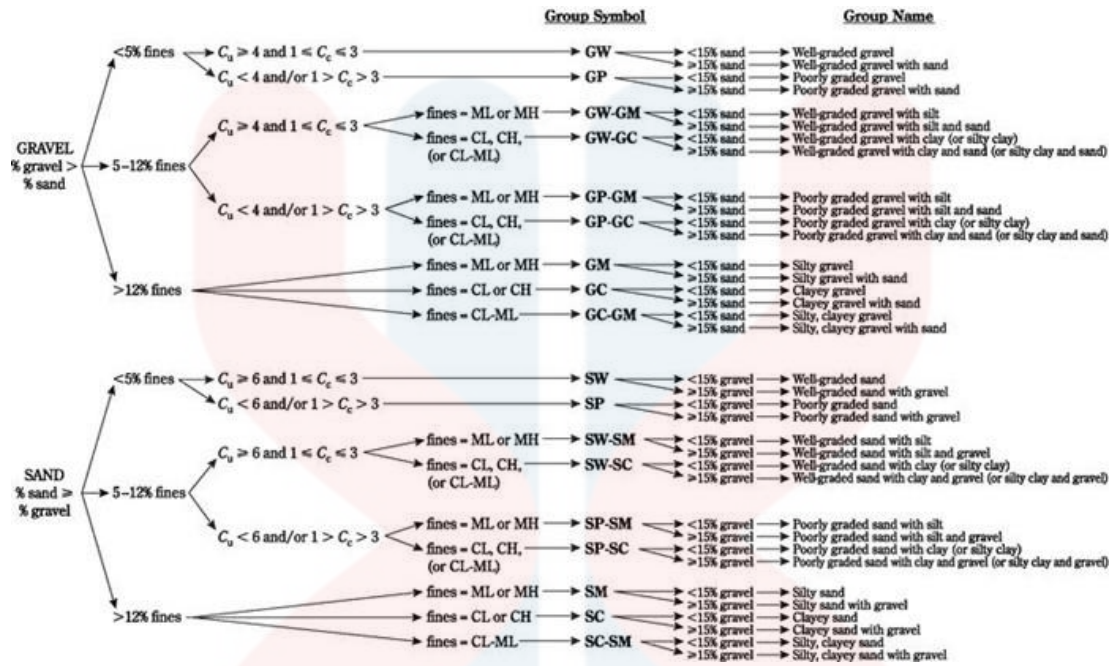 Group Symbol Group Name
<5% fines Cu ≥ 4 and 1 ≤ Cc ≤ 3 GW <15% sand Well-graded gravel
≥15% sand Well-graded gravel with sand
Cu < 4 and/or 1 > Cc > 3 GP <15% sand Poorly graded gravel
≥15% sand Poorly graded gravel with sand
GRAVEL
% gravel >
% sand
5–12% fines Cu ≥ 4 and 1 ≤ Cc ≤ 3 fines = ML or MH GW-GM <15% sand Well-graded gravel with silt
≥15% sand Well-graded gravel with silt and sand
fines = CL, CH, GW-GC <15% sand Well-graded gravel with clay (or silty clay)
(or CL-ML) ≥15% sand Well-graded gravel with clay and sand (or silty clay and sand)
Cu < 4 and/or 1 > Cc > 3 fines = ML or MH GP-GM <15% sand Poorly graded gravel with silt
≥15% sand Poorly graded gravel with silt and sand
fines = CL, CH, GP-GC <15% sand Poorly graded gravel with clay (or silty clay)
(or CL-ML) ≥15% sand Poorly graded gravel with clay and sand (or silty clay and sand)
>12% fines fines = ML or MH GM <15% sand Silty gravel
≥15% sand Silty gravel with sand
fines = CL or CH GC <15% sand Clayey gravel
≥15% sand Clayey gravel with sand
fines = CL-ML GC-GM <15% sand Silty, clayey gravel
≥15% sand Silty, clayey gravel with sand
<5% fines Cu ≥ 6 and 1 ≤ Cc ≤ 3 SW <15% gravel Well-graded sand
≥15% gravel Well-graded sand with gravel
Cu < 6 and/or 1 > Cc > 3 SP <15% gravel Poorly graded sand
≥15% gravel Poorly graded sand with gravel
SAND
% sand ≥
% gravel
5–12% fines Cu ≥ 6 and 1 ≤ Cc ≤ 3 fines = ML or MH SW-SM <15% gravel Well-graded sand with silt
≥15% gravel Well-graded sand with silt and gravel
fines = CL, CH, SW-SC <15% gravel Well-graded sand with clay (or silty clay)
(or CL-ML) ≥15% gravel Well-graded sand with clay and gravel (or silty clay and gravel)
Cu < 6 and/or 1 > Cc > 3 fines = ML or MH SP-SM <15% gravel Poorly graded sand with silt
≥15% gravel Poorly graded sand with silt and gravel
fines = CL, CH, SP-SC <15% gravel Poorly graded sand with clay (or silty clay)
(or CL-ML) ≥15% gravel Poorly graded sand with clay and gravel (or silty clay and gravel)
>12% fines fines = ML or MH SM <15% gravel Silty sand
≥15% gravel Silty sand with gravel
fines = CL or CH SC <15% gravel Clayey sand
≥15% gravel Clayey sand with gravel
fines = CL-ML SC-SM <15% gravel Silty, clayey sand
≥15% gravel Silty, clayey sand with gravel